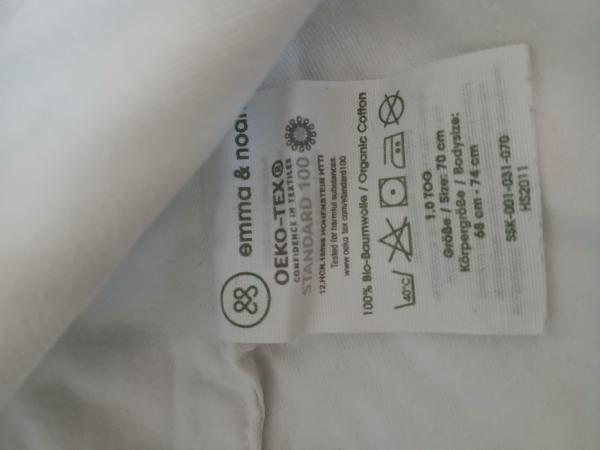 emma & noah
OEKO-TEX®
CONFIDENCE IN TEXTILES
STANDARD 100
HOHENSTEIN HTTI
Tested for harmful substances
www.oeko-tex.com/standard100
100% Bio-Baumwolle / Organic Cotton
40°C
1.0 TOG
Größe / Size: 70 cm
Körpergröße / Bodysize:
68 cm - 74 cm
SSK-001-031-070
HS2011